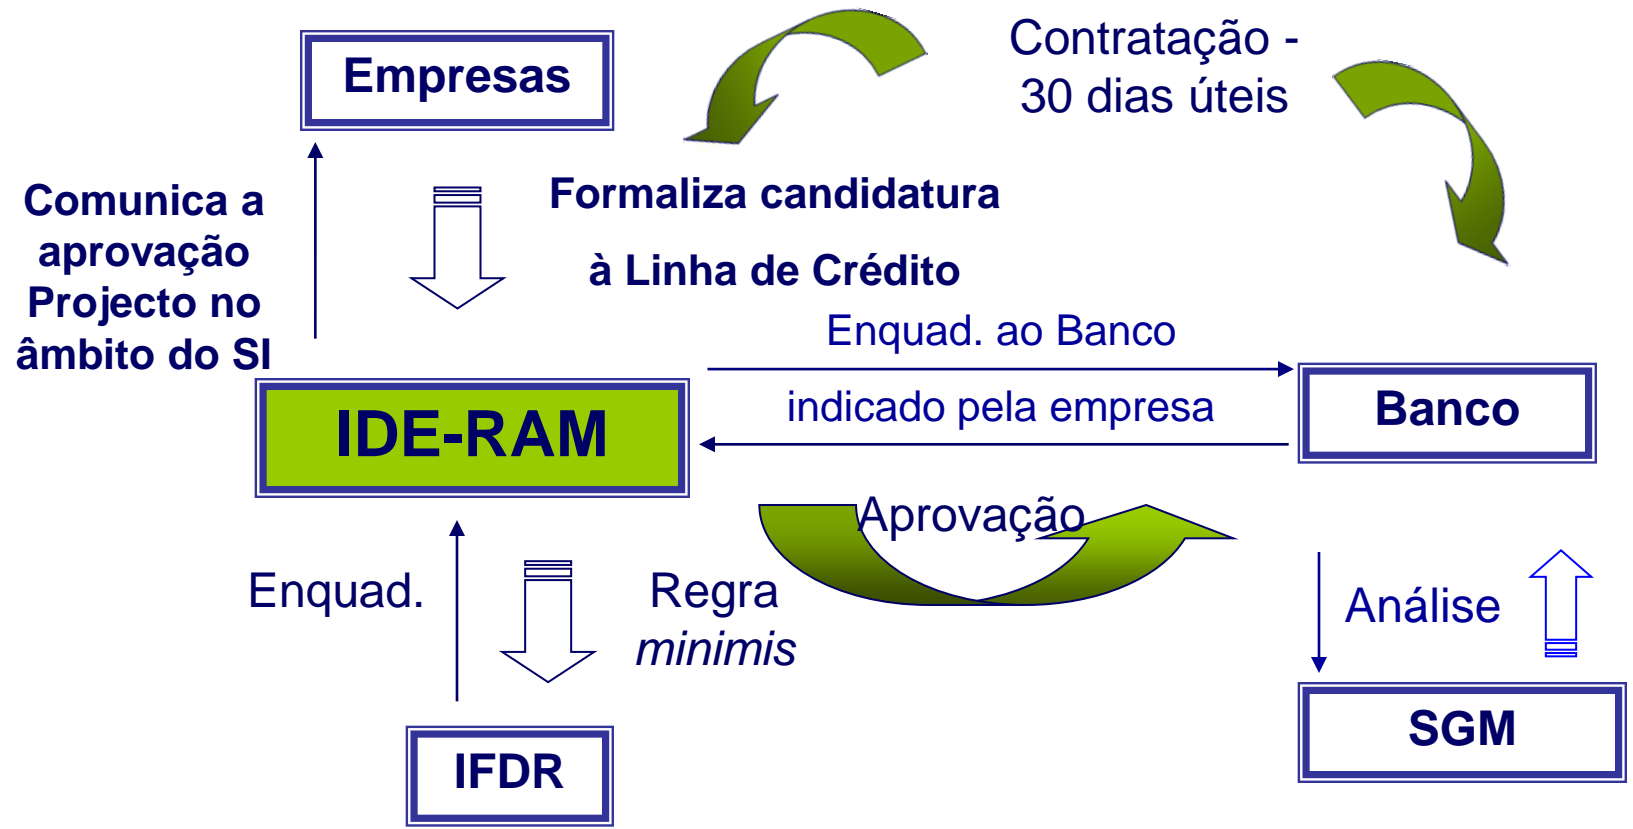 Empresas
Contratação -
30 dias úteis
Comunica a
aprovação
Projecto no
âmbito do SI
Formaliza candidatura
à Linha de Crédito
Enquad. ao Banco
indicado pela empresa
IDE-RAM
Banco
Aprovação
Enquad.
Regra
minimis
Análise
IFDR
SGM